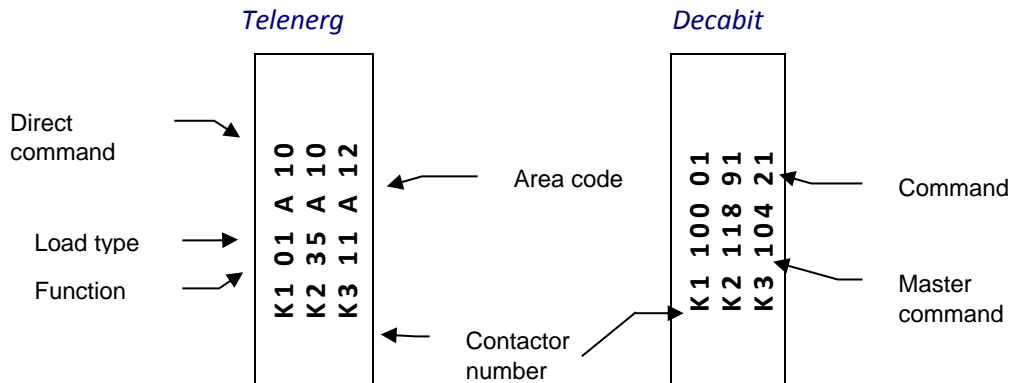 Telenerg
Decabit
Direct
command
Load type
Function
K1 01 A 10
K2 35 A 10
K3 11 A 12
Area code
Contactor
number
K1 100 01
K2 118 91
K3 104 21
Command
Master
command